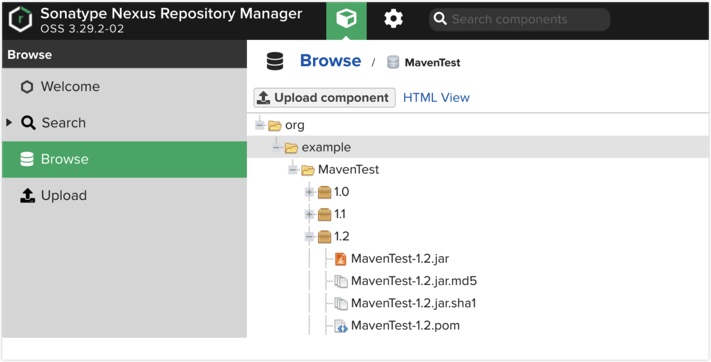 Sonatype Nexus Repository Manager
OSS 3.29.2-02
Search components
Browse
Welcome
Search
Browse
Upload
Browse / MavenTest
Upload component HTML View
org
example
MavenTest
1.0
1.1
1.2
MavenTest-1.2.jar
MavenTest-1.2.jar.md5
MavenTest-1.2.jar.sha1
MavenTest-1.2.pom